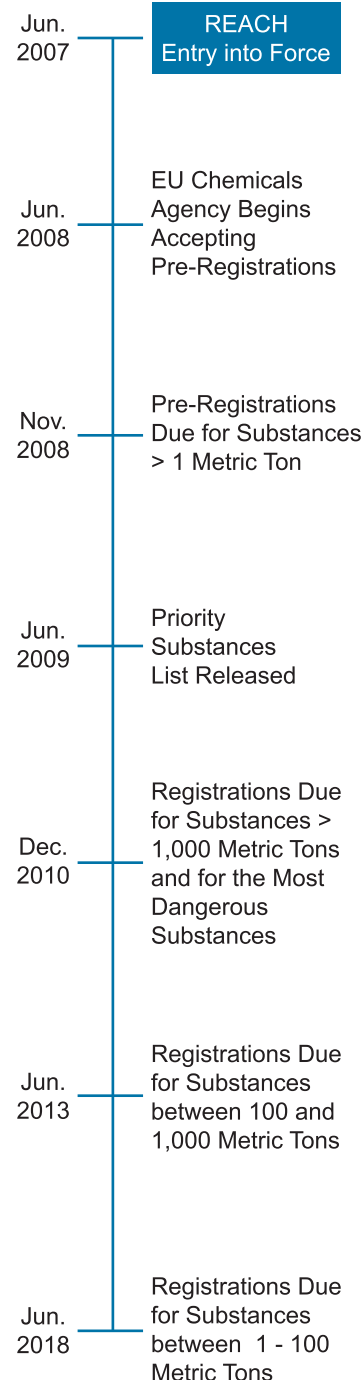 Jun.
2007
REACH
Entry into Force
Jun.
2008
EU Chemicals
Agency Begins
Accepting
Pre-Registrations
Nov.
2008
Pre-Registrations
Due for Substances
> 1 Metric Ton
Jun.
2009
Priority
Substances
List Released
Dec.
2010
Registrations Due
for Substances >
1,000 Metric Tons
and for the Most
Dangerous
Substances
Jun.
2013
Registrations Due
for Substances
between 100 and
1,000 Metric Tons
Jun.
2018
Registrations Due
for Substances
between 1 - 100
Metric Tons